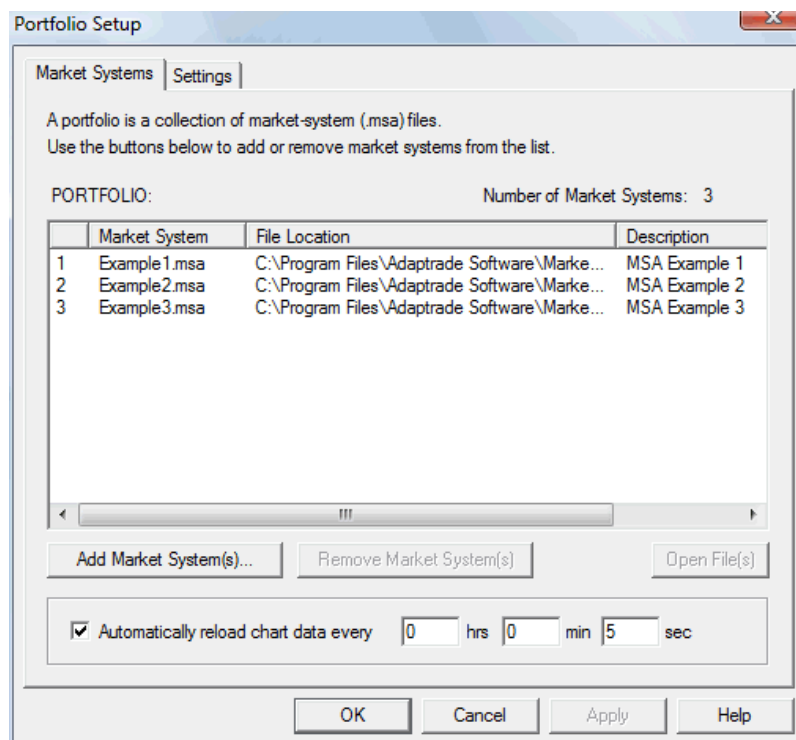 Portfolio Setup
X
Market Systems Settings
A portfolio is a collection of market-system (.msa) files.
Use the buttons below to add or remove market systems from the list.
PORTFOLIO: Number of Market Systems: 3
Market System File Location Description
1 Example1.msa C:\Program Files\Adaptrade Software\Marke... MSA Example 1
2 Example2.msa C:\Program Files\Adaptrade Software\Marke... MSA Example 2
3 Example3.msa C:\Program Files\Adaptrade Software\Marke... MSA Example 3
Add Market System(s)... Remove Market System(s) Open File(s)
Automatically reload chart data every 0 hrs 0 min 5 sec
OK Cancel Apply Help